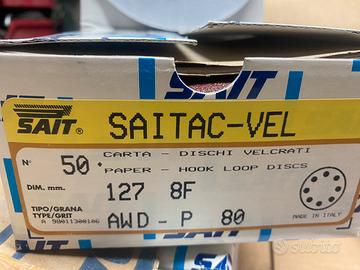 SAIT
SAIT®
SAITAC-VEL
N° 50.
CARTA - DISCHI VELCRATI
PAPER - HOOK LOOP DISCS
DIM. mm. 127 8F
TIPO/GRANA
TYPE/GRIT
AWD - P 80
MADE IN ITALY
subito